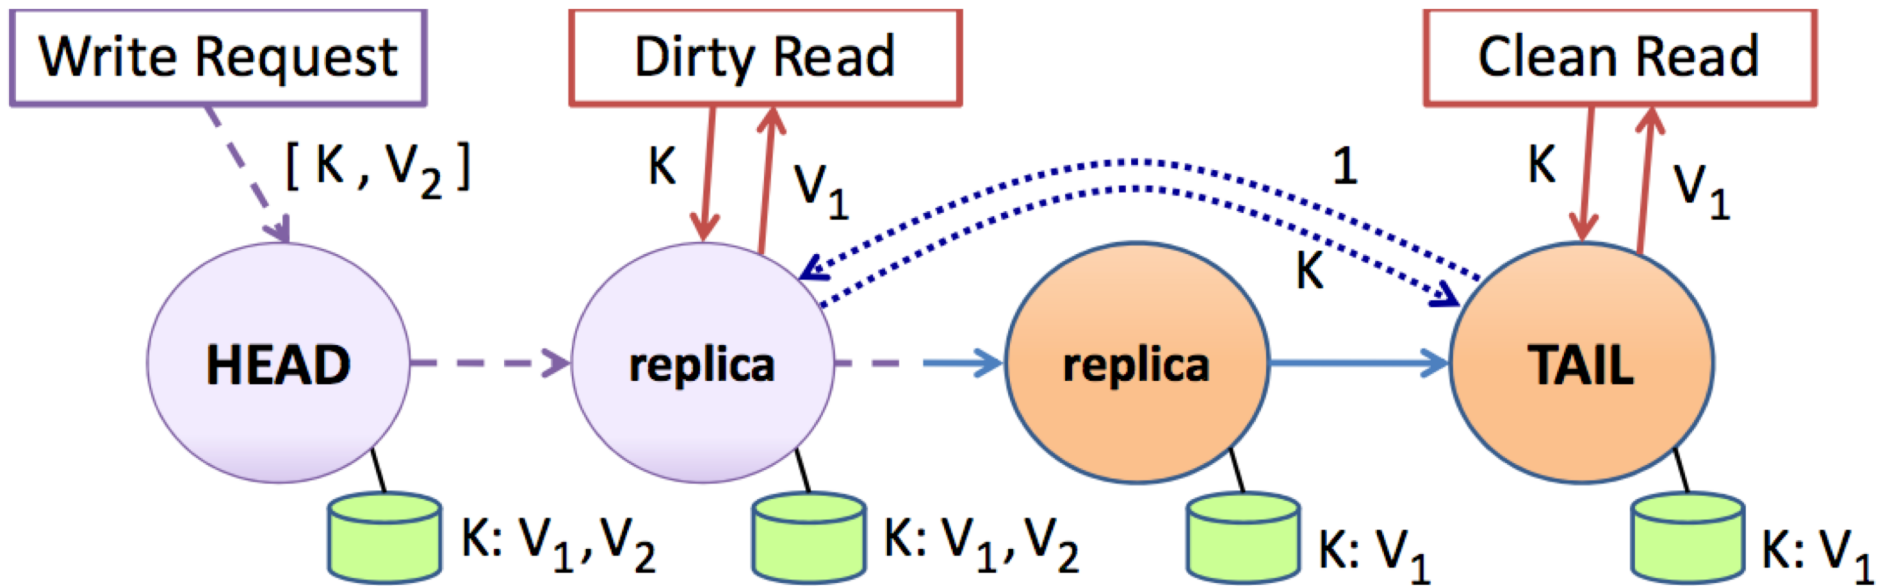 Write Request
Dirty Read
Clean Read
[ K , V₂ ]
K
V₁
1
K
K
V₁
HEAD
replica
replica
TAIL
K: V₁,V₂
K: V₁,V₂
K: V₁
K: V₁